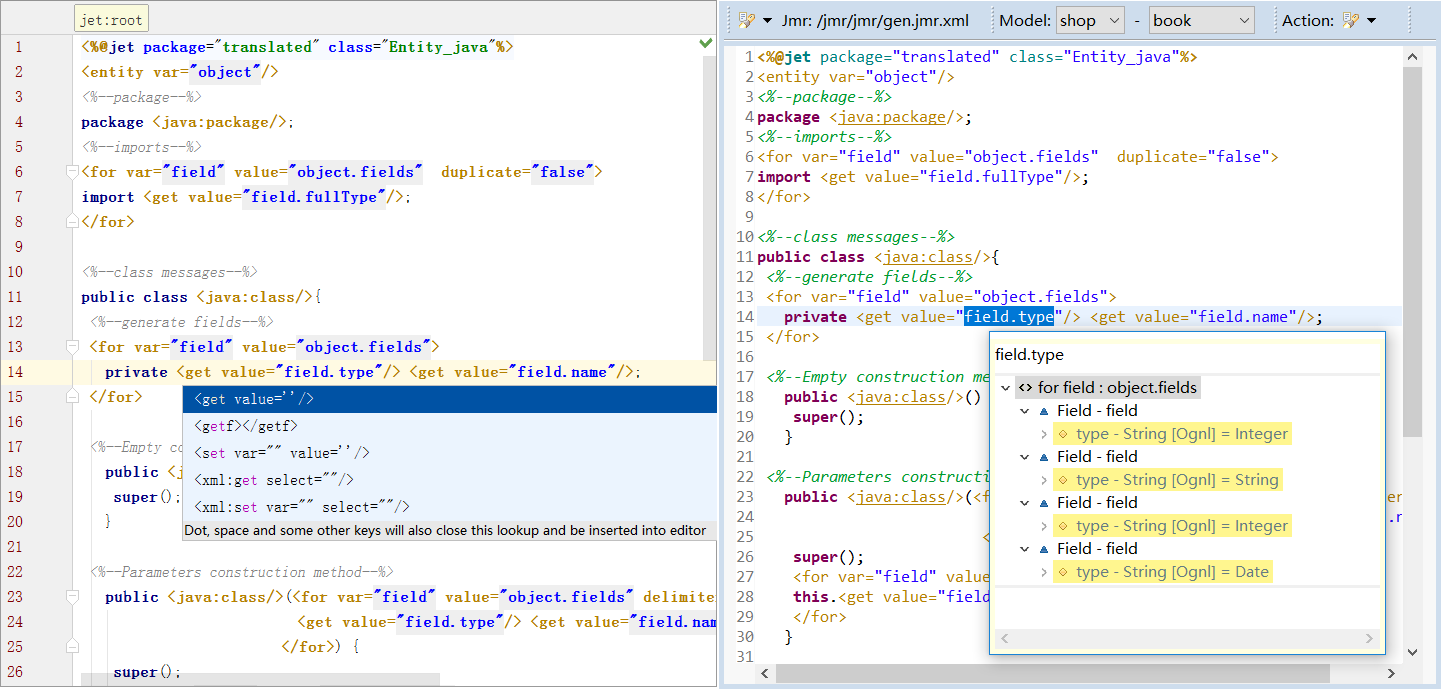 jet:root
1 <%@jet package="translated" class="Entity_java"%>
2 <entity var="object"/>
3 <%--package--%>
4 package <java:package/>;
5 <%--imports--%>
6 <for var="field" value="object.fields"  duplicate="false">
7 import <get value="field.fullType"/>;
8 </for>
9
10 <%--class messages--%>
11 public class <java:class/>{
12 <%--generate fields--%>
13 <for var="field" value="object.fields">
14 private <get value="field.type"/> <get value="field.name"/>;
15 </for>
<get value=''/>
<getf></getf>
<set var="" value=''/>
<xml:get select=""/>
<xml:set var="" select=""/>
Dot, space and some other keys will also close this lookup and be inserted into editor
16
17 <%--Empty co
18 public <j
19 super();
20 }
21
22 <%--Parameters construction method--%>
23 public <java:class/>(<for var="field" value="object.fields" delimite
24 <get value="field.type"/> <get value="field.nam
25 </for>) {
26 super();
Jmr: /jmr/jmr/gen.jmr.xml Model: shop - book Action:
1 <%@jet package="translated" class="Entity_java"%>
2 <entity var="object"/>
3 <%--package--%>
4 package <java:package/>;
5 <%--imports--%>
6 <for var="field" value="object.fields"  duplicate="false">
7 import <get value="field.fullType"/>;
8 </for>
9
10 <%--class messages--%>
11 public class <java:class/>{
12 <%--generate fields--%>
13 <for var="field" value="object.fields">
14 private <get value="field.type"/> <get value="field.name"/>;
15 </for>
16
17 <%--Empty construction me
18 public <java:class/>()
19 super();
20 }
21
22 <%--Parameters constructi
23 public <java:class/>(<f er
24 .r
25 <
26 super();
27 <for var="field" value
28 this.<get value="field
29 </for>
30 }
31
field.type
<> for field : object.fields
Field - field
type - String [Ognl] = Integer
Field - field
type - String [Ognl] = String
Field - field
type - String [Ognl] = Integer
Field - field
type - String [Ognl] = Date